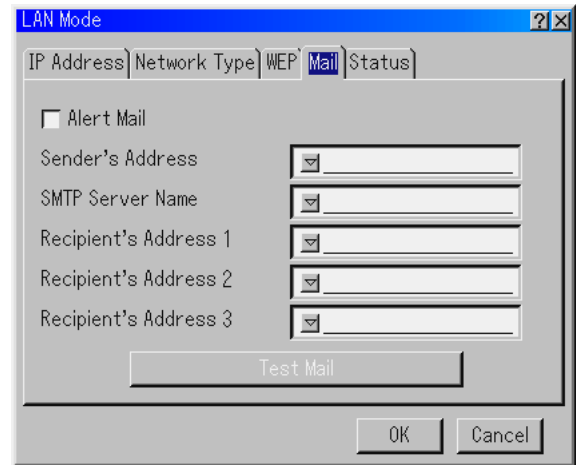 LAN Mode
IP Address Network Type WEP Mail Status
Alert Mail
Sender's Address
SMTP Server Name
Recipient's Address 1
Recipient's Address 2
Recipient's Address 3
Test Mail
OK Cancel